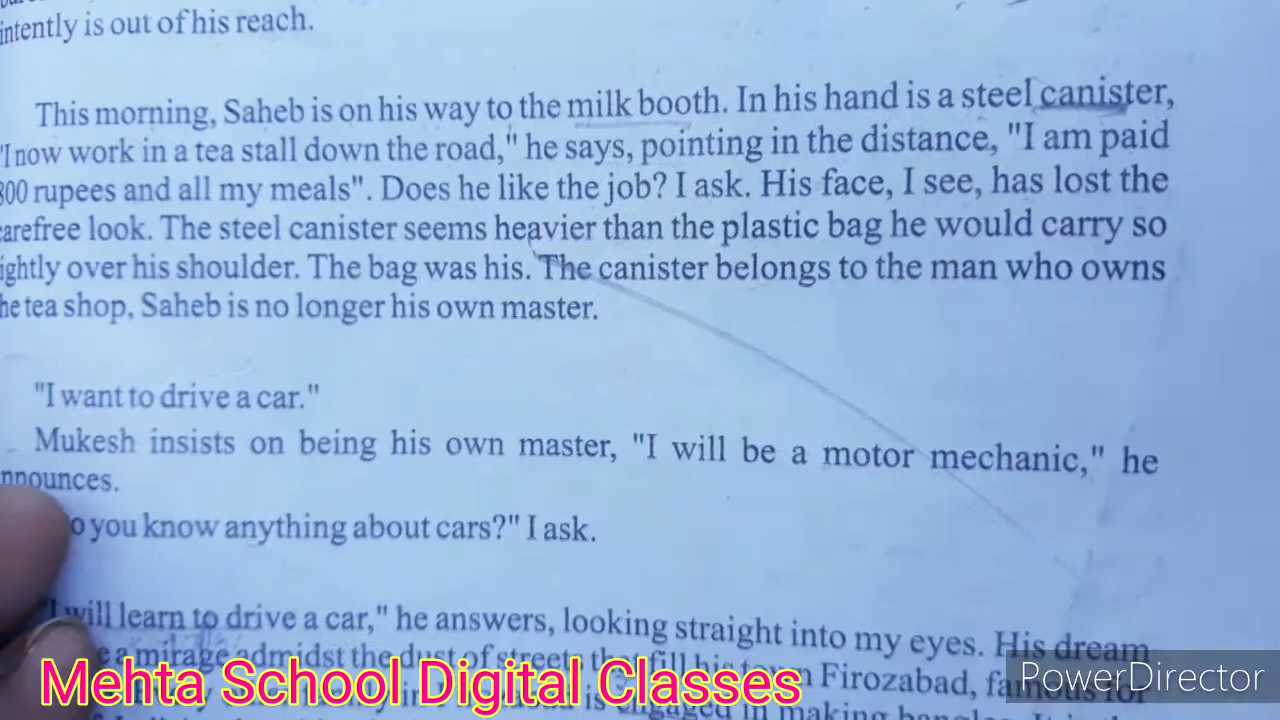 intently is out of his reach.
This morning, Saheb is on his way to the milk booth. In his hand is a steel canister,
"I now work in a tea stall down the road," he says, pointing in the distance, "I am paid
800 rupees and all my meals". Does he like the job? I ask. His face, I see, has lost the
carefree look. The steel canister seems heavier than the plastic bag he would carry so
lightly over his shoulder. The bag was his. The canister belongs to the man who owns
the tea shop, Saheb is no longer his own master.
"I want to drive a car."
Mukesh insists on being his own master, "I will be a motor mechanic," he
nnounces.
o you know anything about cars?" I ask.
"I will learn to drive a car," he answers, looking straight into my eyes. His dream
a mirage admidst the dust of streets that fill his town Firozabad, famous for
is engaged in making
Mehta School Digital Classes
PowerDirector